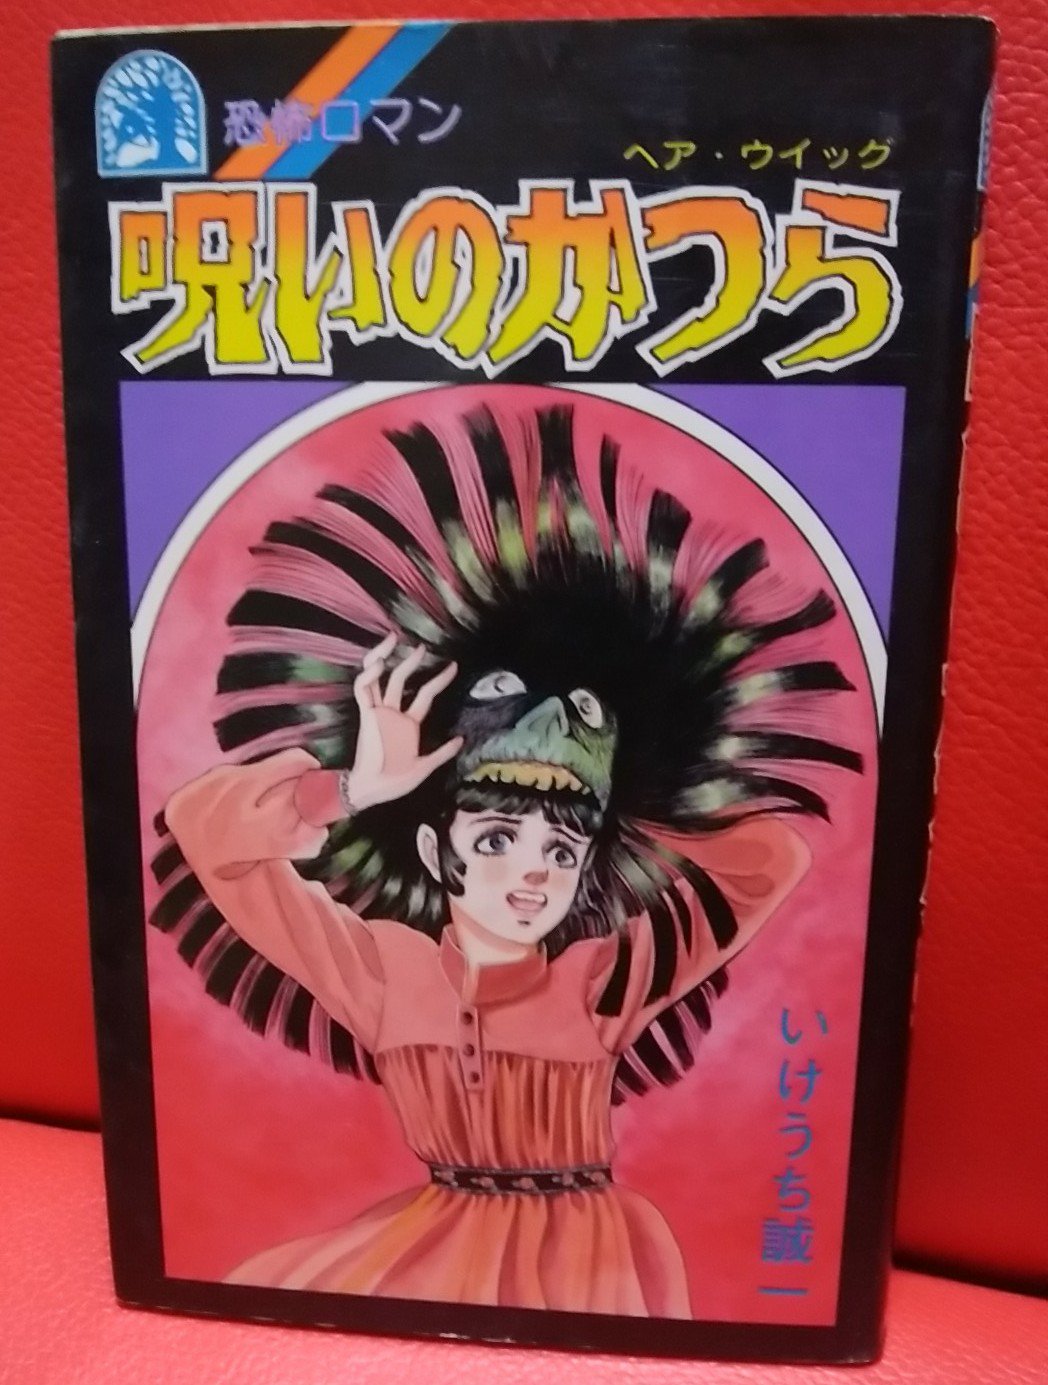 恐怖ロマン
ヘア・ウイッグ
呪いのかつら
いけうち誠一